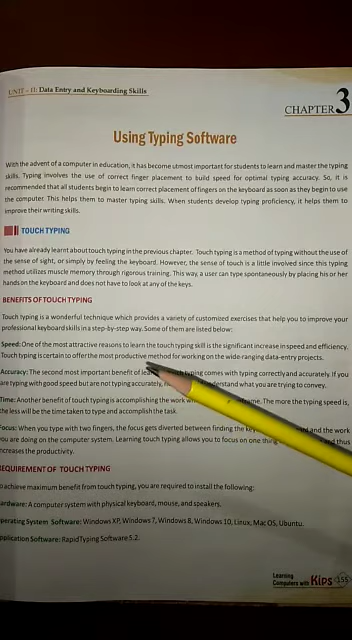 UNIT - II: Data Entry and Keyboarding Skills
CHAPTER 3
Using Typing Software
With the advent of a computer in education, it has become utmost important for students to learn and master the typing
skills. Typing involves the use of correct finger placement to build speed for optimal typing accuracy. So, it is
recommended that all students begin to learn correct placement of fingers on the keyboard as soon as they begin to use
the computer. This helps them to master typing skills. When students develop typing proficiency, it helps them to
improve their writing skills.
TOUCH TYPING
You have already learnt about touch typing in the previous chapter. Touch typing is a method of typing without the use of
the sense of sight, or simply by feeling the keyboard. However, the sense of touch is a little involved since this typing
method utilizes muscle memory through rigorous training. This way, a user can type spontaneously by placing his or her
hands on the keyboard and does not have to look at any of the keys.
BENEFITS OF TOUCH TYPING
Touch typing is a wonderful technique which provides a variety of customized exercises that help you to improve your
professional keyboard skills in a step-by-step way. Some of them are listed below:
Speed: One of the most attractive reasons to learn the touch typing skill is the significant increase in speed and efficiency.
Touch typing is certain to offer the most productive method for working on the wide-ranging data-entry projects.
Accuracy: The second most important benefit of touch typing comes with typing correctly and accurately. If you
are typing with good speed but are not typing accurately, understand what you are trying to convey.
Time: Another benefit of touch typing is accomplishing the work frame. The more the typing speed is,
the less will be the time taken to type and accomplish the task.
Focus: When you type with two fingers, the focus gets diverted between finding the and the work
you are doing on the computer system. Learning touch typing allows you to focus on one thing and thus
increases the productivity.
REQUIREMENT OF TOUCH TYPING
achieve maximum benefit from touch typing, you are required to install the following:
ardware: A computer system with physical keyboard, mouse, and speakers.
perating System Software: Windows XP, Windows 7, Windows 8, Windows 10, Linux, Mac OS, Ubuntu.
pplication Software: RapidTyping Software 5.2.
Learning
Computers with Kips 155